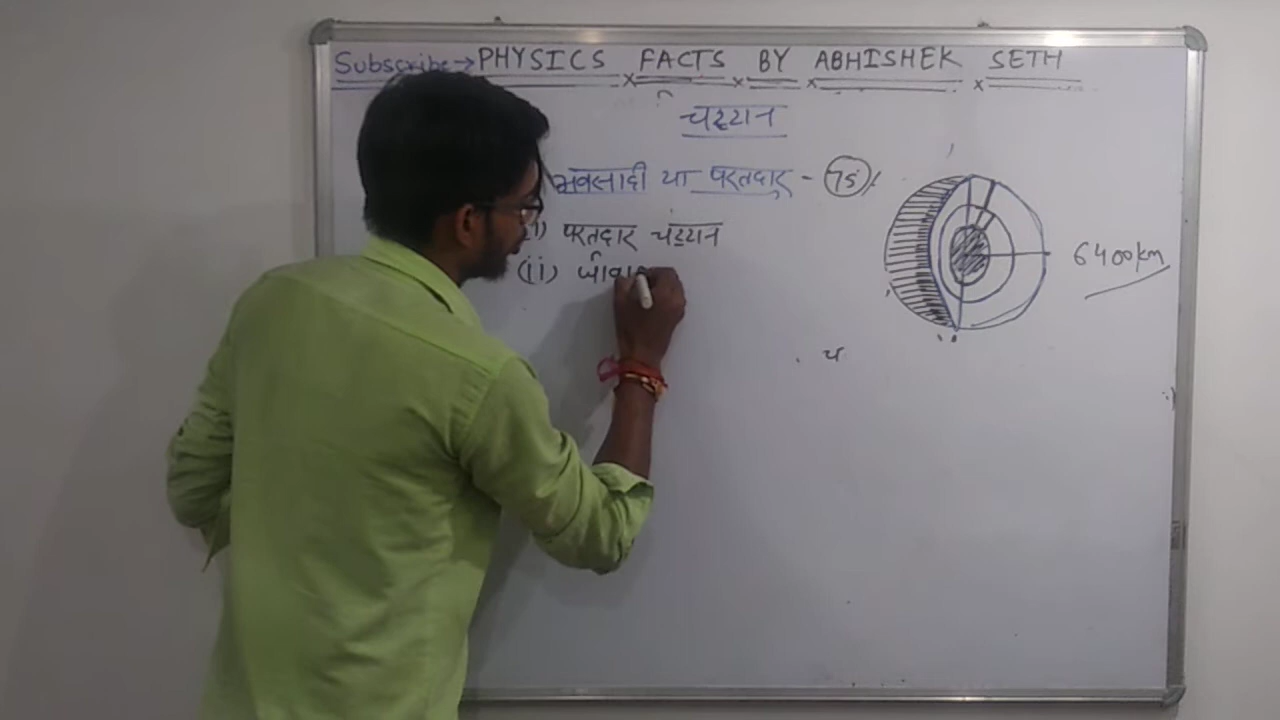 Subscribe→ PHYSICS FACTS BY ABHISHEK SETH
चट्टान
अवसादी या परतदार - 75%
(i) परतदार चट्टान
(ii) जीवा
6400km